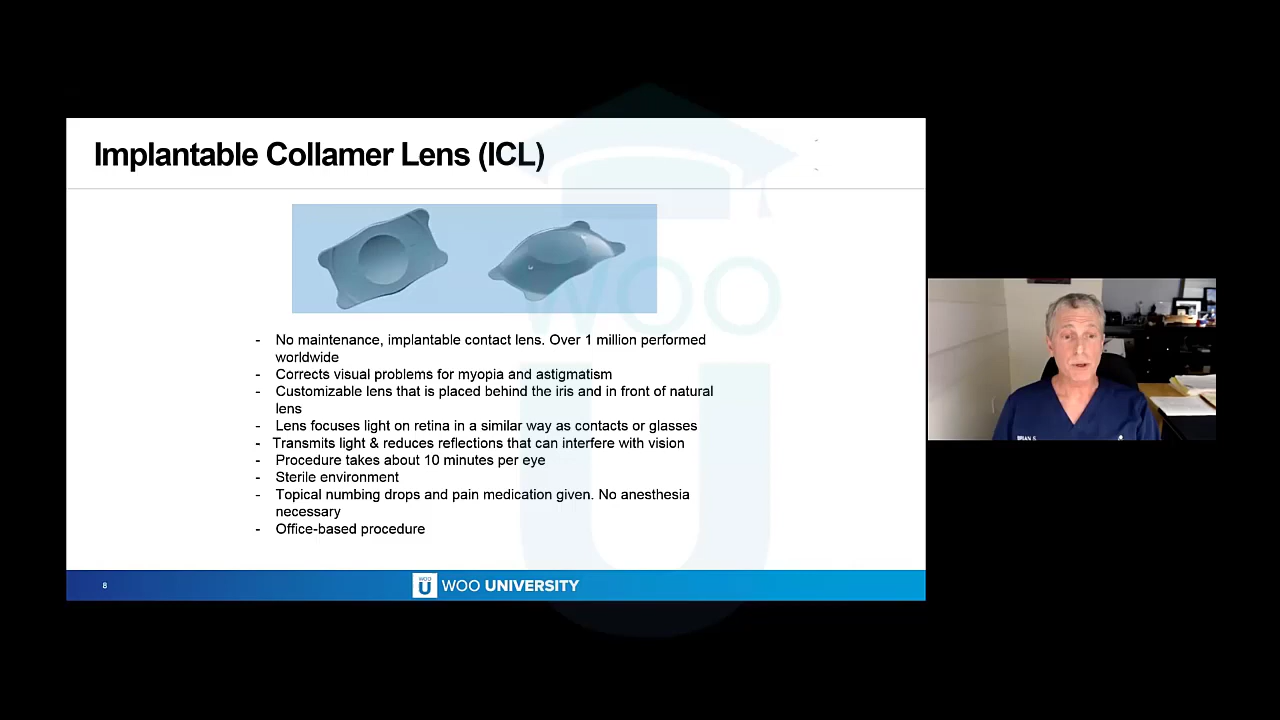 Implantable Collamer Lens (ICL)
- No maintenance, implantable contact lens. Over 1 million performed
worldwide
- Corrects visual problems for myopia and astigmatism
- Customizable lens that is placed behind the iris and in front of natural
lens
- Lens focuses light on retina in a similar way as contacts or glasses
- Transmits light & reduces reflections that can interfere with vision
- Procedure takes about 10 minutes per eye
- Sterile environment
- Topical numbing drops and pain medication given. No anesthesia
necessary
- Office-based procedure
8
WOO U WOO UNIVERSITY
WOO
U
BRIAN S.